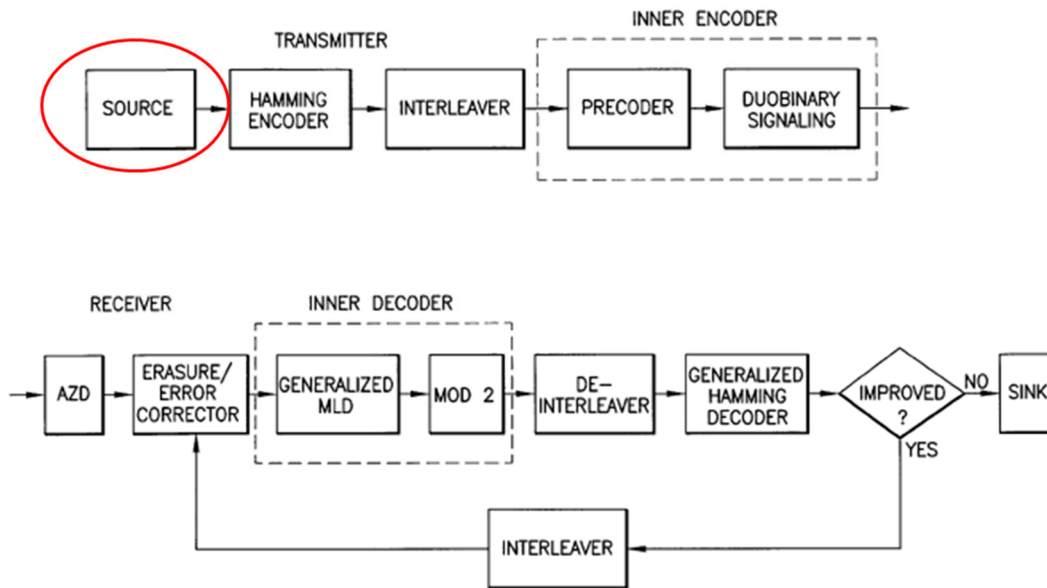 INNER ENCODER
TRANSMITTER
SOURCE
HAMMING
ENCODER
INTERLEAVER
PRECODER
DUOBINARY
SIGNALING
RECEIVER
INNER DECODER
AZD
ERASURE/
ERROR
CORRECTOR
GENERALIZED
MLD
MOD 2
DE-
INTERLEAVER
GENERALIZED
HAMMING
DECODER
IMPROVED
?
NO
SINK
YES
INTERLEAVER